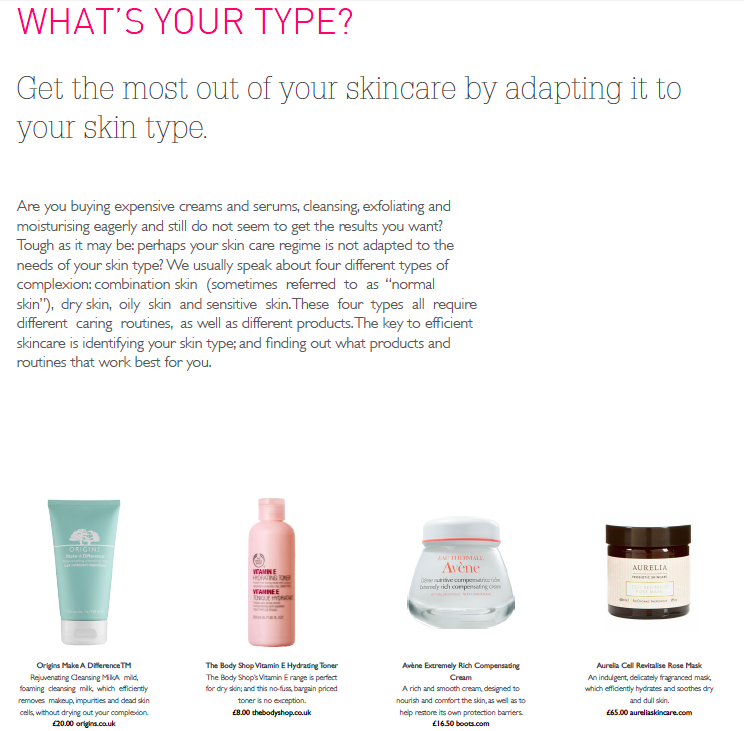 WHAT'S YOUR TYPE?
Get the most out of your skincare by adapting it to
your skin type.
Are you buying expensive creams and serums, cleansing, exfoliating and
moisturising eagerly and still do not seem to get the results you want?
Tough as it may be: perhaps your skin care regime is not adapted to the
needs of your skin type? We usually speak about four different types of
complexion: combination skin (sometimes referred to as “normal
skin”), dry skin, oily skin and sensitive skin. These four types all require
different caring routines, as well as different products. The key to efficient
skincare is identifying your skin type; and finding out what products and
routines that work best for you.
ORIGINS
Make A Difference
VITAMIN E
HYDRATING TONER
VITAMINE E
TONIQUE HYDRATANT
EAU THERMALE
Avène
Crème nutritive compensatrice riche
Extremely rich compensating cream
AURELIA
PROBIOTIC SKINCARE
Origins Make A DifferenceTM
Rejuvenating Cleansing MilkA mild,
foaming cleansing milk, which efficiently
removes makeup, impurities and dead skin
cells, without drying out your complexion.
£20.00 origins.co.uk
The Body Shop Vitamin E Hydrating Toner
The Body Shop's Vitamin E range is perfect
for dry skin; and this no-fuss, bargain priced
toner is no exception.
£8.00 thebodyshop.co.uk
Avène Extremely Rich Compensating
Cream
A rich and smooth cream, designed to
nourish and comfort the skin, as well as to
help restore its own protection barriers.
£16.50 boots.com
Aurelia Cell Revitalise Rose Mask
An indulgent, delicately fragranced mask,
which efficiently hydrates and soothes dry
and dull skin.
£65.00 aureliaskincare.com